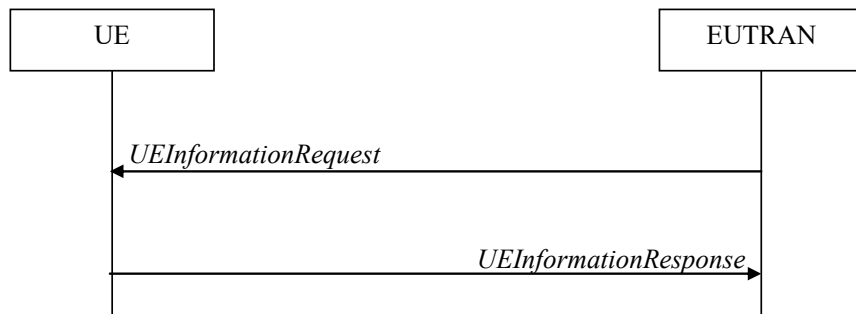 UE
EUTRAN
UEInformationRequest
UEInformationResponse